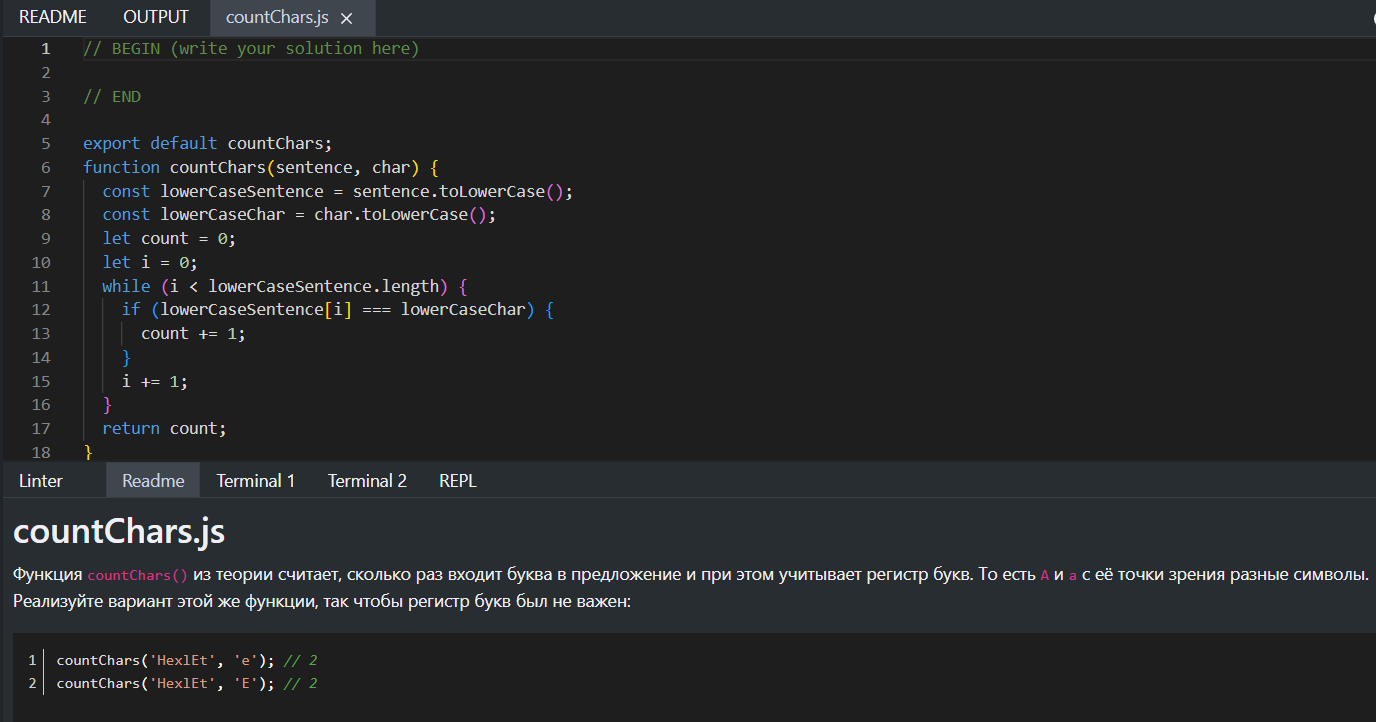 README OUTPUT countChars.js ×
1 // BEGIN (write your solution here)
2
3 // END
4
5 export default countChars;
6 function countChars(sentence, char) {
7   const lowerCaseSentence = sentence.toLowerCase();
8   const lowerCaseChar = char.toLowerCase();
9   let count = 0;
10   let i = 0;
11   while (i < lowerCaseSentence.length) {
12     if (lowerCaseSentence[i] === lowerCaseChar) {
13       count += 1;
14     }
15     i += 1;
16   }
17   return count;
18 }
Linter Readme Terminal 1 Terminal 2 REPL
countChars.js
Функция countChars() из теории считает, сколько раз входит буква в предложение и при этом учитывает регистр букв. То есть A и a с её точки зрения разные символы.
Реализуйте вариант этой же функции, так чтобы регистр букв был не важен:
1 countChars('HexlEt', 'e'); // 2
2 countChars('HexlEt', 'E'); // 2